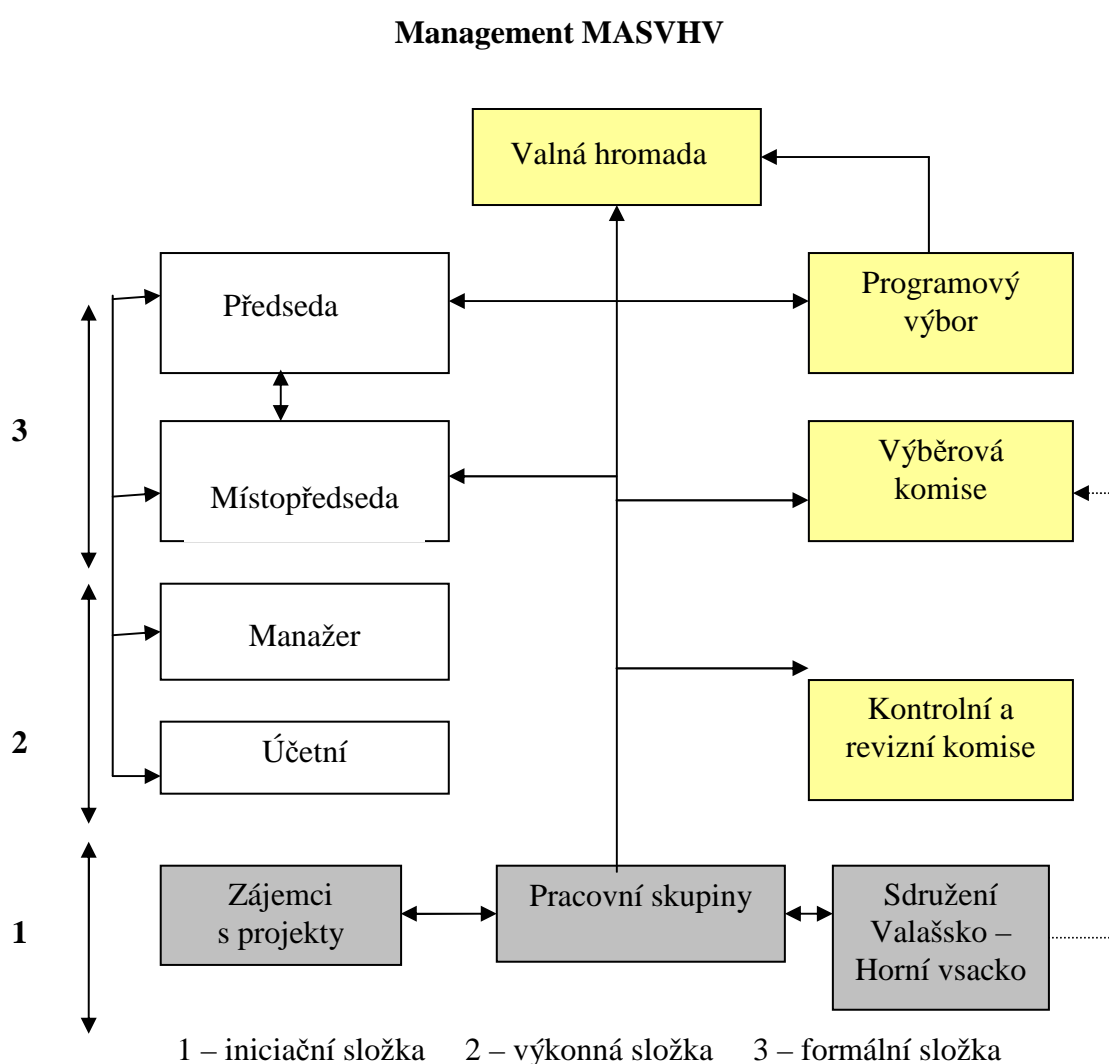 Management MASVHV
Valná hromada
Předseda
Programový
výbor
3
Místopředseda
Výběrová
komise
Manažer
2
Účetní
Kontrolní a
revizní komise
1
Zájemci
s projekty
Pracovní skupiny
Sdružení
Valašsko –
Horní vsacko
1 – iniciační složka 2 – výkonná složka 3 – formální složka